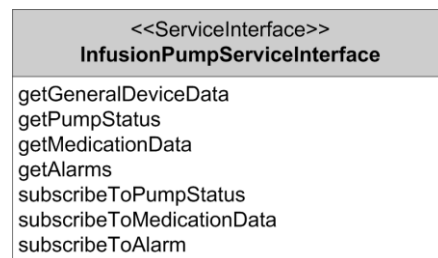 <<ServiceInterface>>
InfusionPumpServiceInterface
getGeneralDeviceData
getPumpStatus
getMedicationData
getAlarms
subscribeToPumpStatus
subscribeToMedicationData
subscribeToAlarm